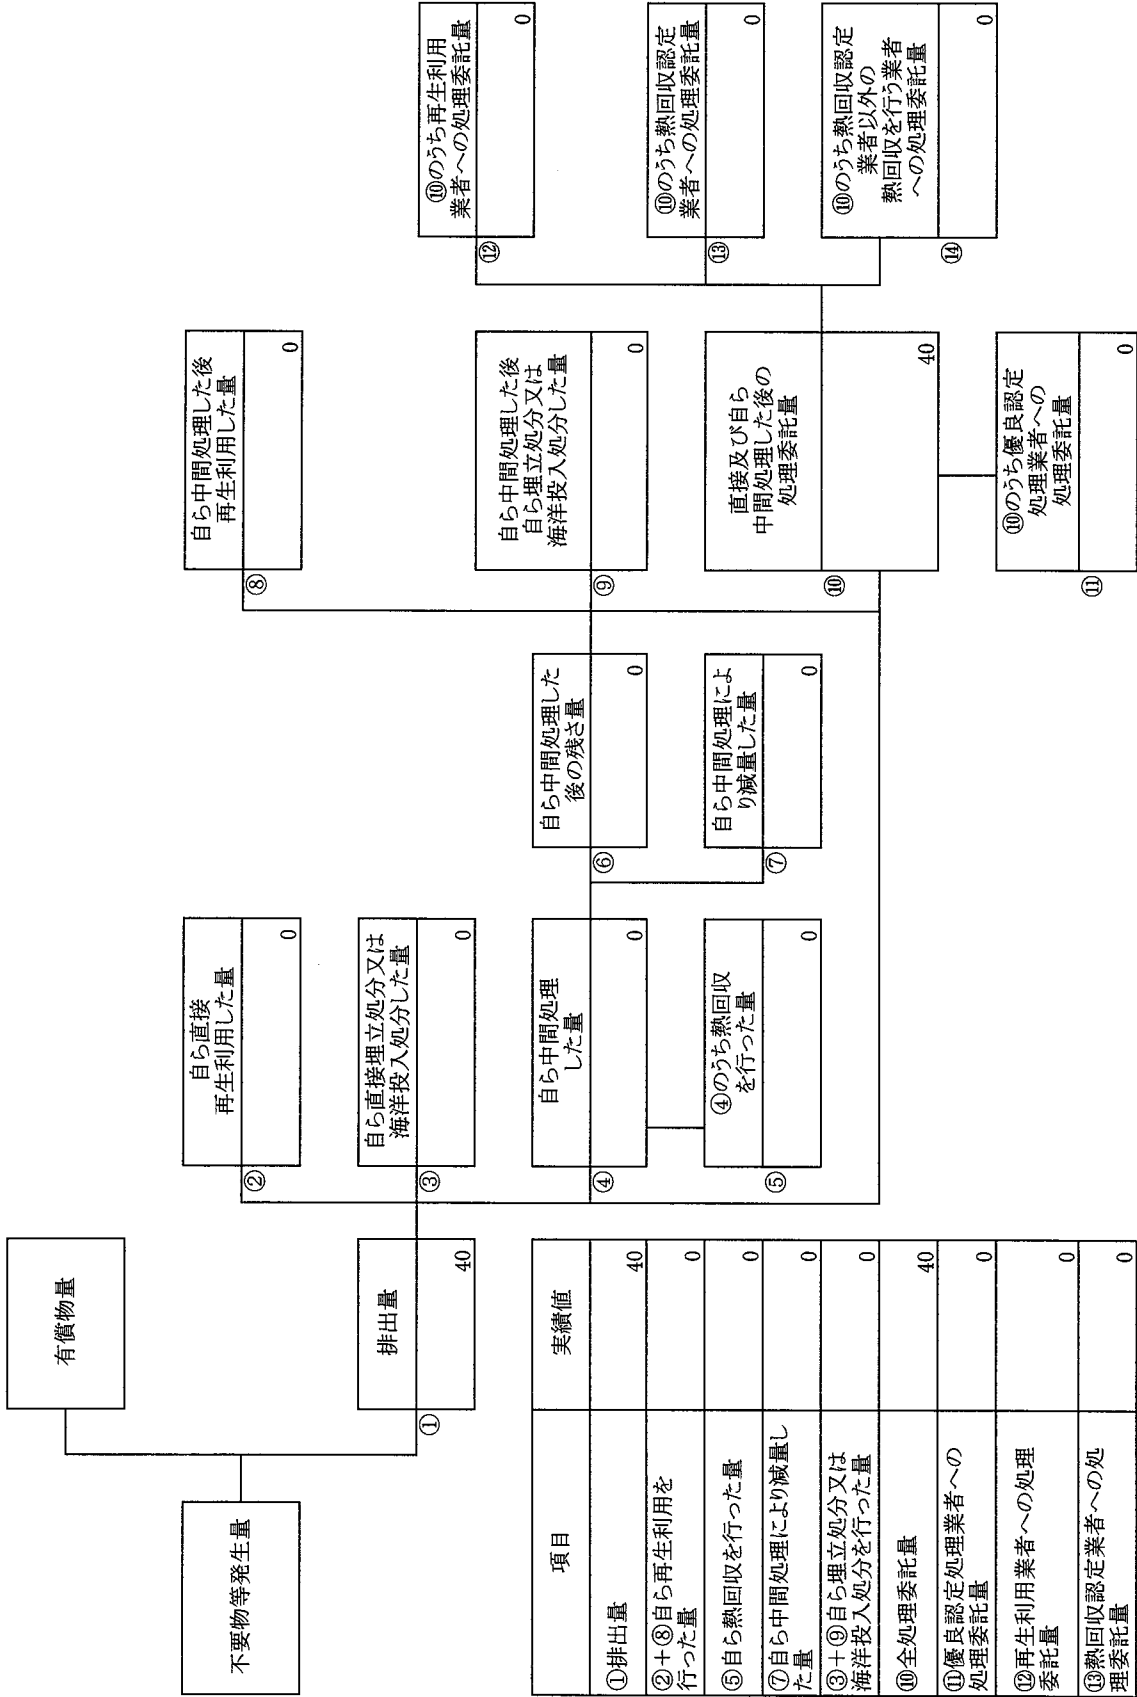 有償物量
不要物等発生量
排出量
①
40
自ら直接
再生利用した量
②
0
自ら直接埋立処分又は
海洋投入処分した量
③
0
自ら中間処理
した量
④
0
④のうち熱回収
を行った量
⑤
0
自ら中間処理した
後の残さ量
⑥
0
自ら中間処理によ
り減量した量
⑦
0
自ら中間処理した後
再生利用した量
⑧
0
自ら中間処理した後
自ら埋立処分又は
海洋投入処分した量
⑨
0
直接及び自ら
中間処理した後の
処理委託量
⑩
40
⑩のうち優良認定
処理業者への
処理委託量
⑪
0
⑩のうち再生利用
業者への処理委託量
⑫
0
⑩のうち熱回収認定
業者への処理委託量
⑬
0
⑩のうち熱回収認定
業者以外の
熱回収を行う業者
への処理委託量
⑭
0
項目 実績値
①排出量 40
②+⑧自ら再生利用を
行った量 0
⑤自ら熱回収を行った量 0
⑦自ら中間処理により減量し
た量 0
③+⑨自ら埋立処分又は
海洋投入処分を行った量 0
⑩全処理委託量 40
⑪優良認定処理業者への
処理委託量 0
⑫再生利用業者への処理
委託量 0
⑬熱回収認定業者への処
理委託量 0